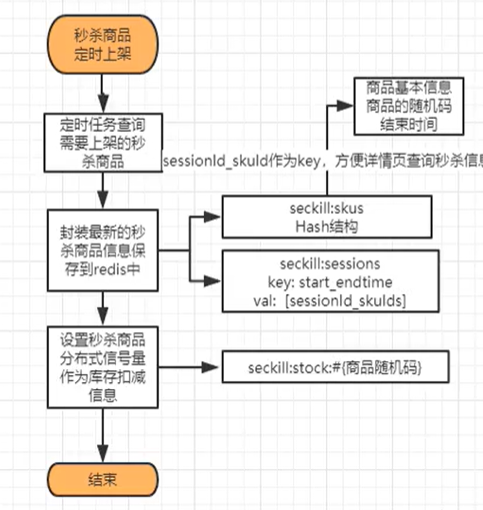 秒杀商品
定时上架
商品基本信息
商品的随机码
结束时间
定时任务查询
需要上架的秒
杀商品
sessionId_skuId作为key，方便详情页查询秒杀信息
封装最新的秒
杀商品信息保
存到redis中
seckill:skus
Hash结构
seckill:sessions
key: start_endtime
val: [sessionId_skuIds]
设置秒杀商品
分布式信号量
作为库存扣减
信息
seckill:stock:#{商品随机码}
结束